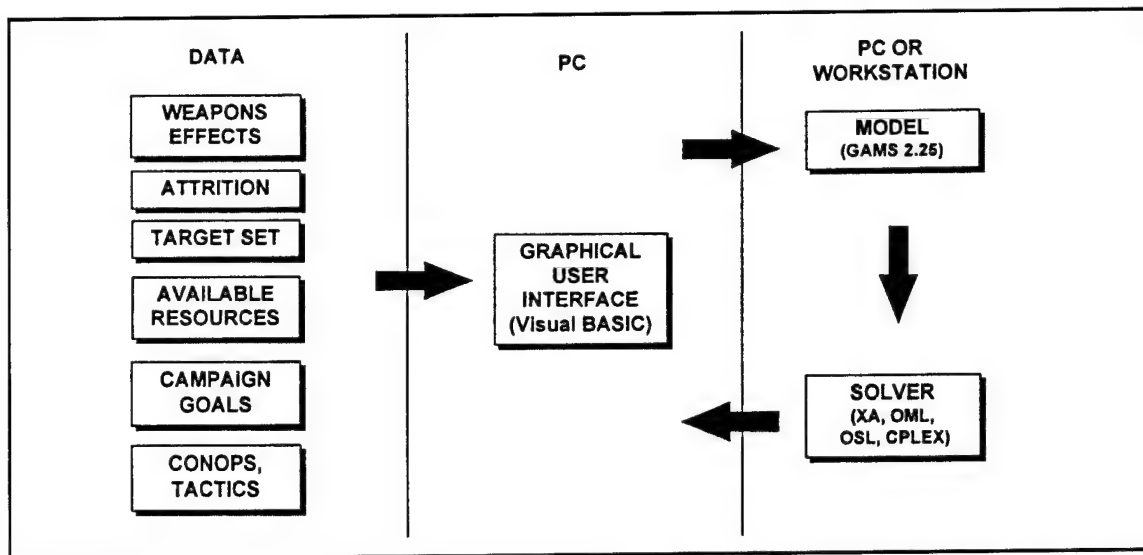 DATA
WEAPONS
EFFECTS
ATTRITION
TARGET SET
AVAILABLE
RESOURCES
CAMPAIGN
GOALS
CONOPS,
TACTICS
PC
GRAPHICAL
USER
INTERFACE
(Visual BASIC)
PC OR
WORKSTATION
MODEL
(GAMS 2.25)
SOLVER
(XA, OML,
OSL, CPLEX)